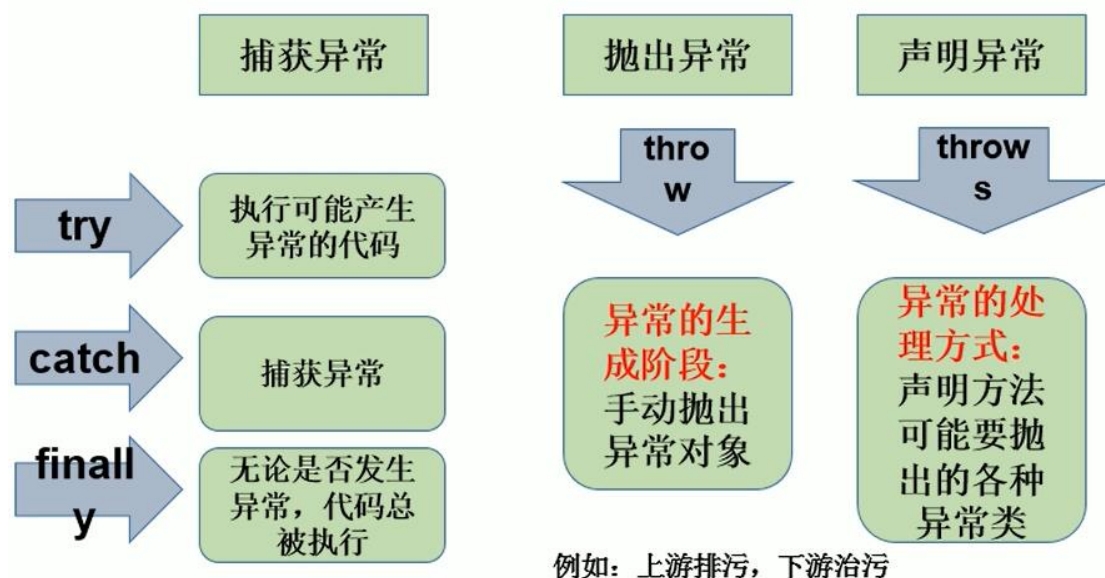 捕获异常
try
执行可能产生
异常的代码
catch
捕获异常
finall
y
无论是否发生
异常，代码总
被执行
抛出异常
thro
w
异常的生
成阶段：
手动抛出
异常对象
声明异常
throw
s
异常的处
理方式：
声明方法
可能要抛
出的各种
异常类
例如：上游排污，下游治污